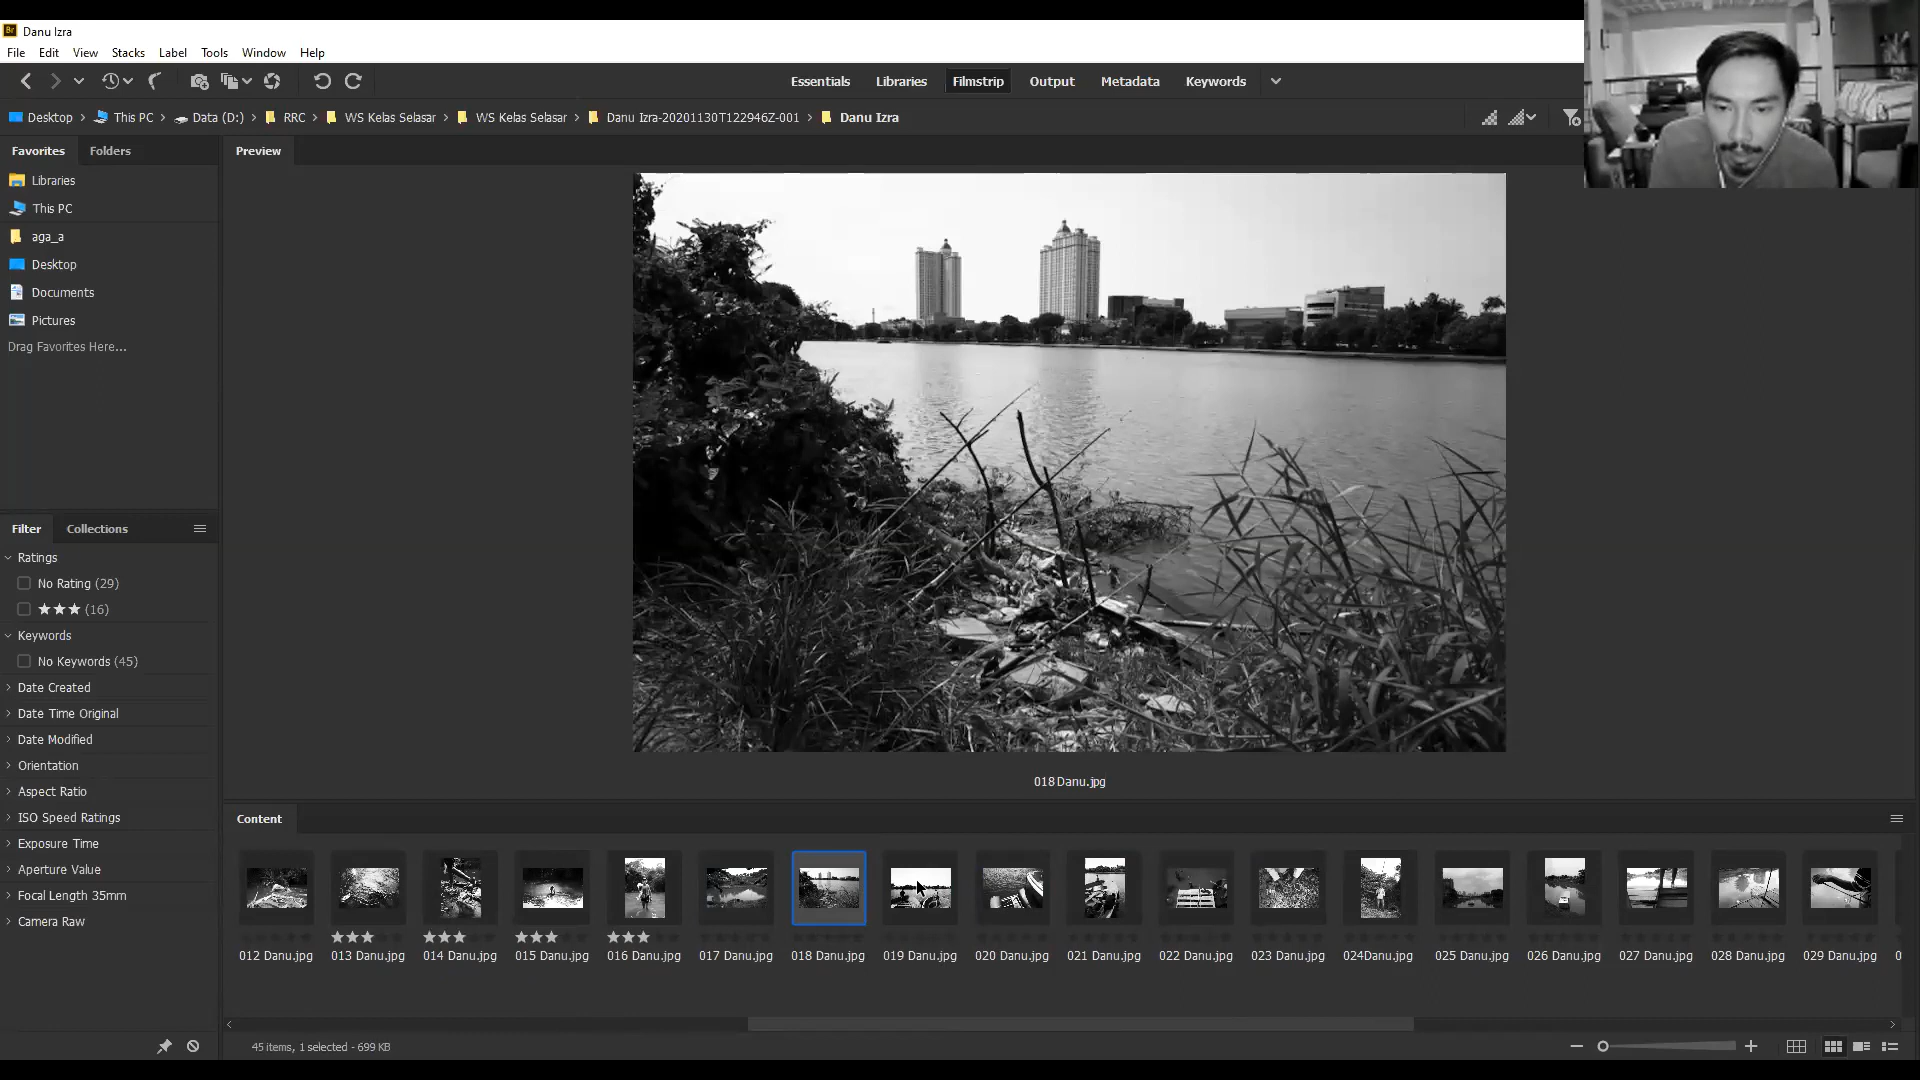 Br Danu Izra
File Edit View Stacks Label Tools Window Help
Essentials Libraries Filmstrip Output Metadata Keywords
Desktop This PC Data (D:) RRC WS Kelas Selasar WS Kelas Selasar Danu Izra-20201130T122946Z-001 Danu Izra
Favorites Folders
Preview
Libraries
This PC
aga_a
Desktop
Documents
Pictures
Drag Favorites Here...
Filter Collections
Ratings
No Rating (29)
★★★ (16)
Keywords
No Keywords (45)
Date Created
Date Time Original
Date Modified
Orientation
Aspect Ratio
ISO Speed Ratings
Exposure Time
Aperture Value
Focal Length 35mm
Camera Raw
018 Danu.jpg
Content
012 Danu.jpg 013 Danu.jpg 014 Danu.jpg 015 Danu.jpg 016 Danu.jpg 017 Danu.jpg 018 Danu.jpg 019 Danu.jpg 020 Danu.jpg 021 Danu.jpg 022 Danu.jpg 023 Danu.jpg 024Danu.jpg 025 Danu.jpg 026 Danu.jpg 027 Danu.jpg 028 Danu.jpg 029 Danu.jpg
45 items, 1 selected - 699 KB